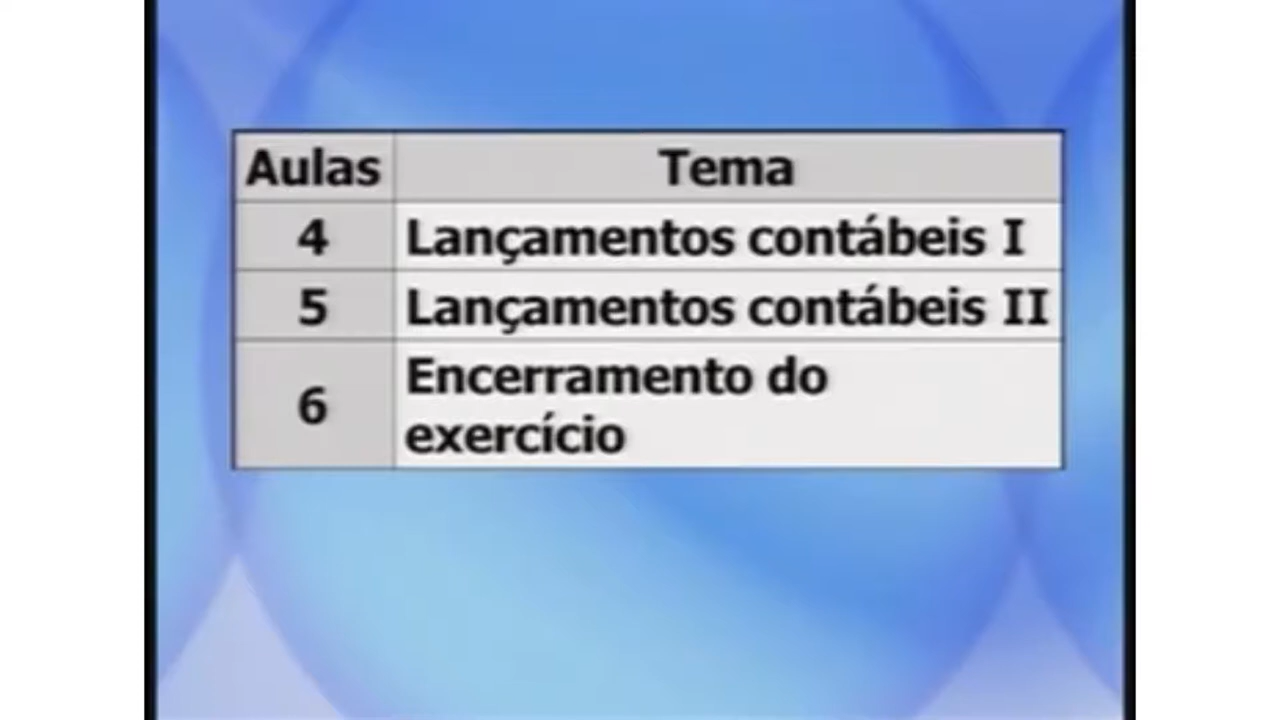 Aulas Tema
4 Lançamentos contábeis I
5 Lançamentos contábeis II
6 Encerramento do
exercício